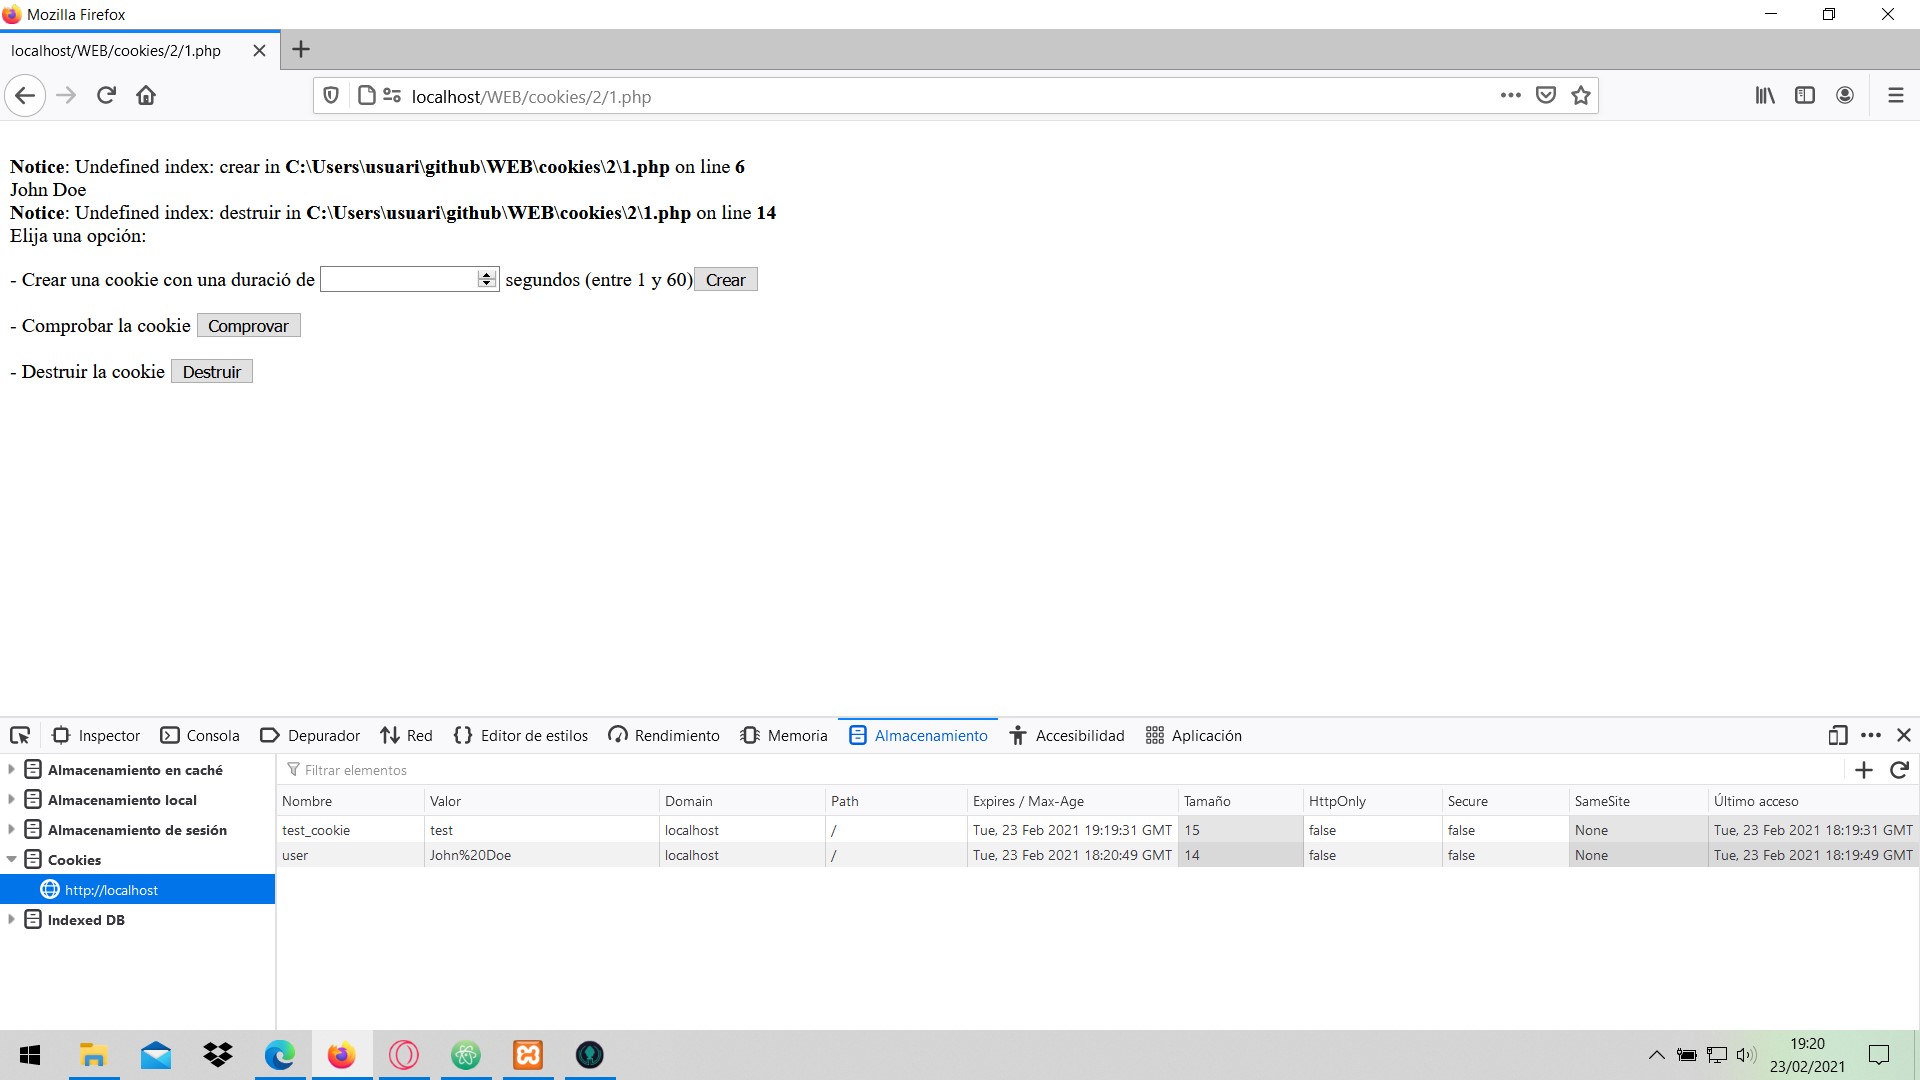 Mozilla Firefox
localhost/WEB/cookies/2/1.php
localhost/WEB/cookies/2/1.php
Notice: Undefined index: crear in C:\Users\usuari\github\WEB\cookies\2\1.php on line 6
John Doe
Notice: Undefined index: destruir in C:\Users\usuari\github\WEB\cookies\2\1.php on line 14
Elija una opción:
- Crear una cookie con una duració de segundos (entre 1 y 60) Crear
- Comprobar la cookie Comprovar
- Destruir la cookie Destruir
Inspector Consola Depurador Red Editor de estilos Rendimiento Memoria Almacenamiento Accesibilidad Aplicación
Almacenamiento en caché
Almacenamiento local
Almacenamiento de sesión
Cookies
http://localhost
Indexed DB
Filtrar elementos
Nombre Valor Domain Path Expires / Max-Age Tamaño HttpOnly Secure SameSite Último acceso
test_cookie test localhost / Tue, 23 Feb 2021 19:19:31 GMT 15 false false None Tue, 23 Feb 2021 18:19:31 GMT
user John%20Doe localhost / Tue, 23 Feb 2021 18:20:49 GMT 14 false false None Tue, 23 Feb 2021 18:19:49 GMT
19:20
23/02/2021